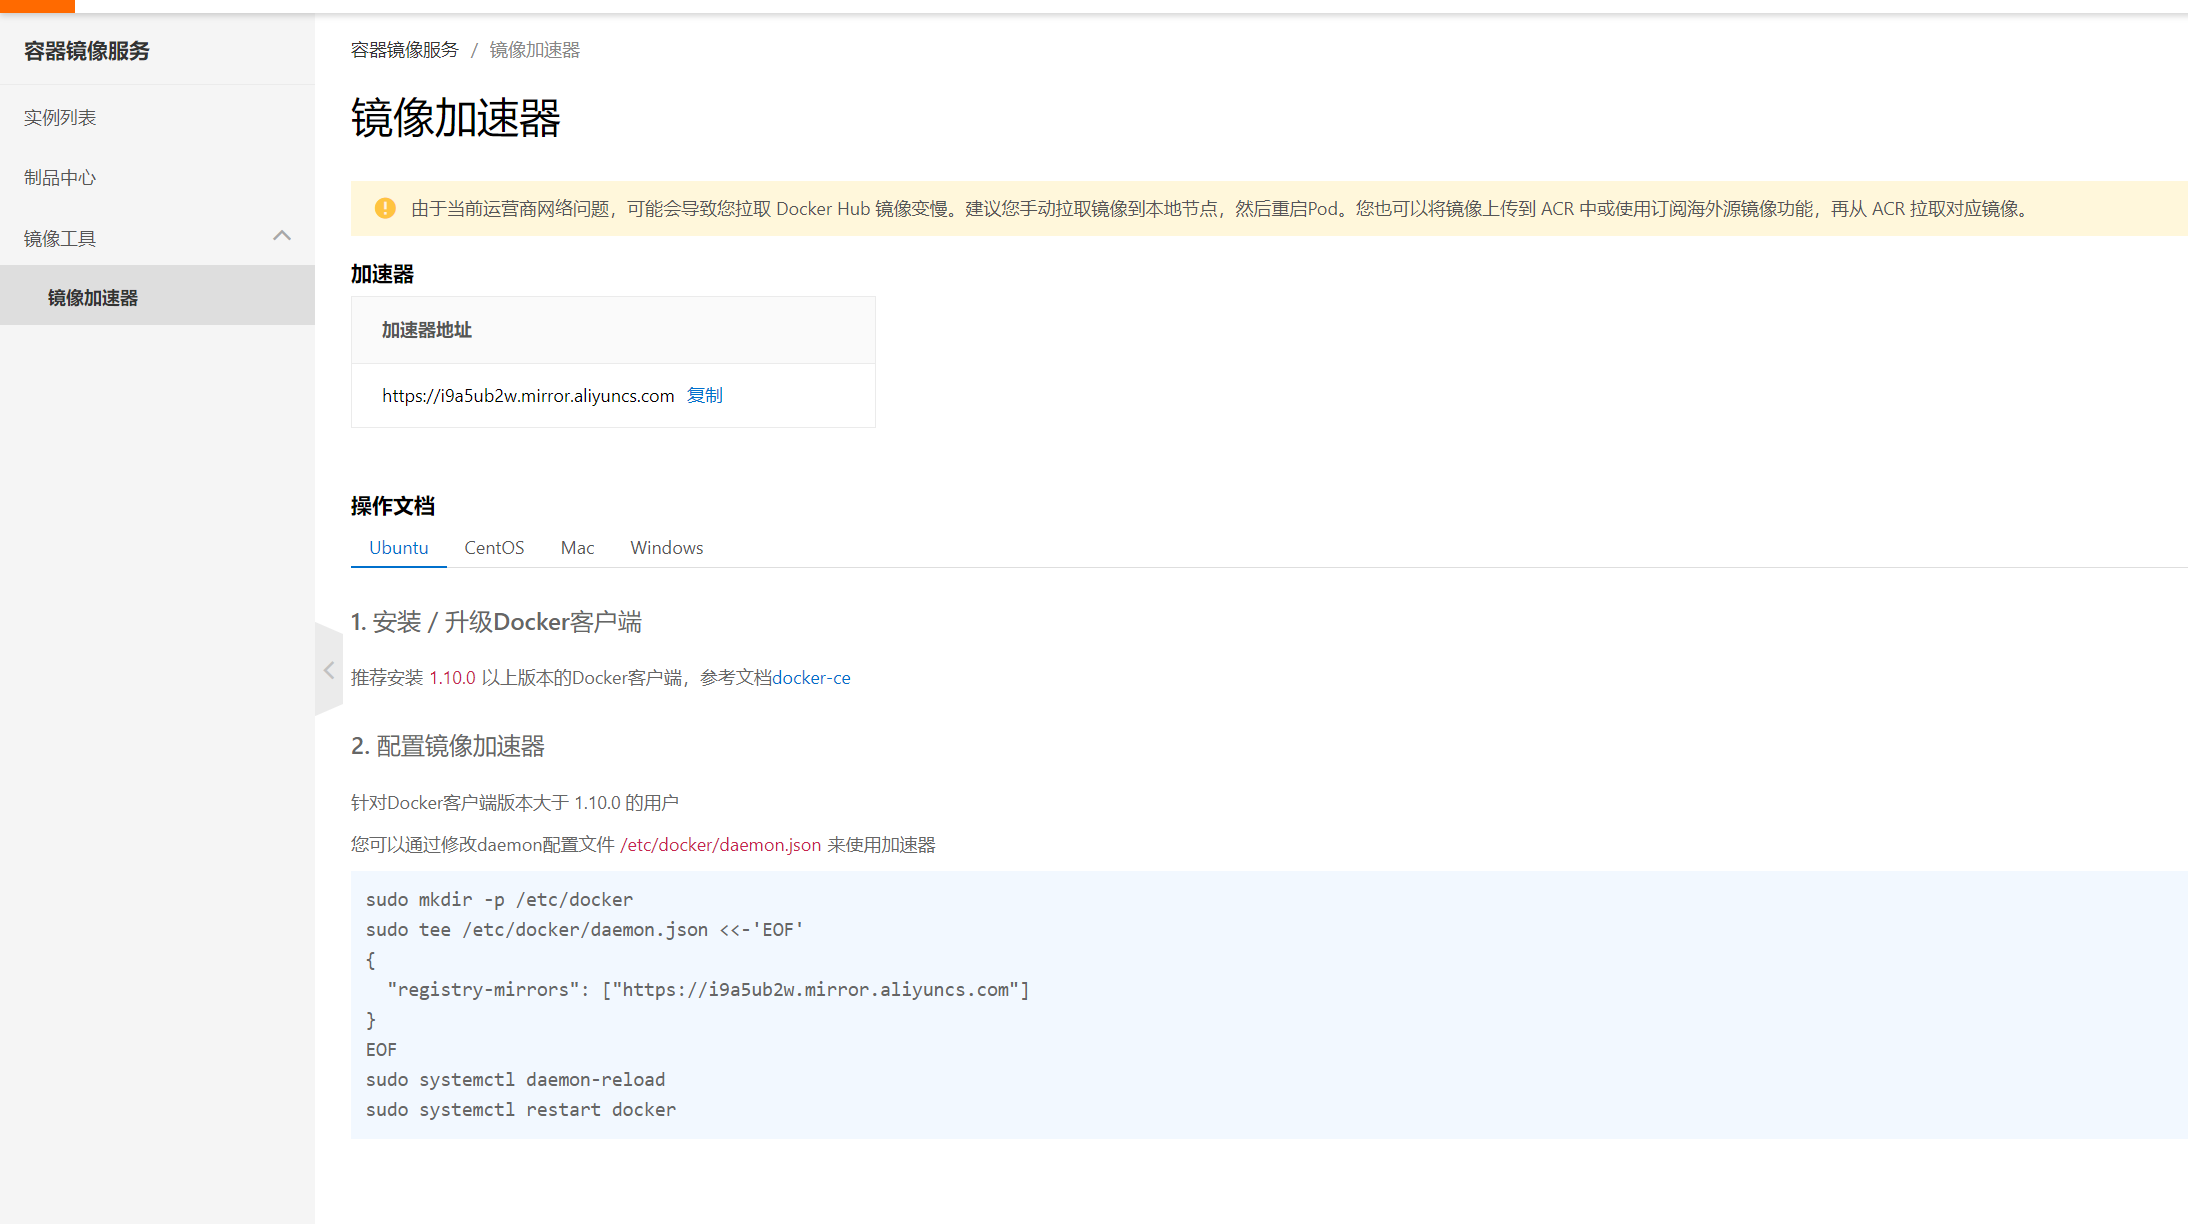 容器镜像服务
实例列表
制品中心
镜像工具
镜像加速器
容器镜像服务 / 镜像加速器
镜像加速器
由于当前运营商网络问题，可能会导致您拉取 Docker Hub 镜像变慢。建议您手动拉取镜像到本地节点，然后重启Pod。您也可以将镜像上传到 ACR 中或使用订阅海外源镜像功能，再从 ACR 拉取对应镜像。
加速器
加速器地址
https://i9a5ub2w.mirror.aliyuncs.com 复制
操作文档
Ubuntu CentOS Mac Windows
1. 安装 / 升级Docker客户端
推荐安装 1.10.0 以上版本的Docker客户端，参考文档docker-ce
2. 配置镜像加速器
针对Docker客户端版本大于 1.10.0 的用户
您可以通过修改daemon配置文件 /etc/docker/daemon.json 来使用加速器
sudo mkdir -p /etc/docker
sudo tee /etc/docker/daemon.json <<-'EOF'
{
  "registry-mirrors": ["https://i9a5ub2w.mirror.aliyuncs.com"]
}
EOF
sudo systemctl daemon-reload
sudo systemctl restart docker